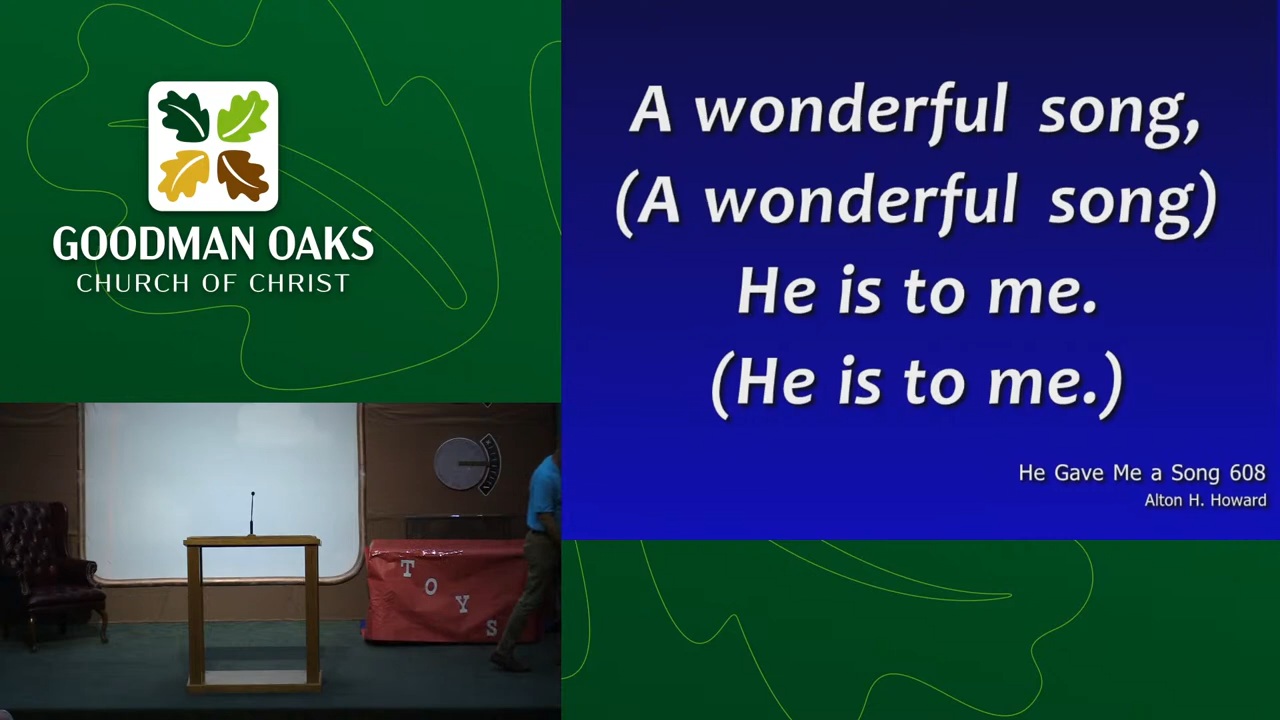 GOODMAN OAKS
CHURCH OF CHRIST
A wonderful song,
(A wonderful song)
He is to me.
(He is to me.)
He Gave Me a Song 608
Alton H. Howard
TOYS